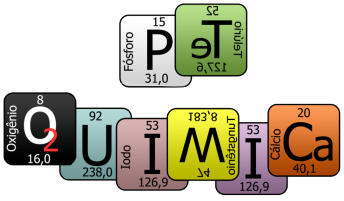 15 Fósforo P 31,0
52 Telúrio Te 127,6
8 Oxigênio O2 16,0
92 U 238,0
53 Iodo I 126,9
74 Tungstênio W 183,8
53 I 126,9
20 Cálcio Ca 40,1